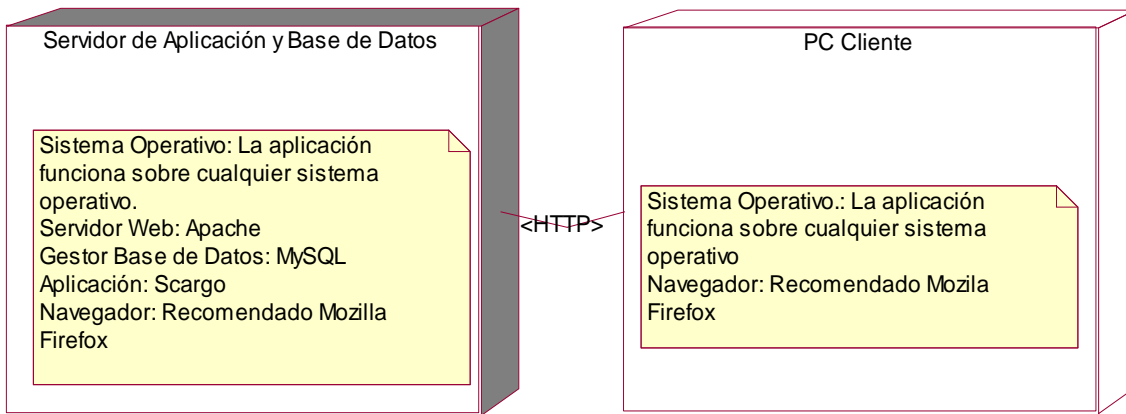 Servidor de Aplicación y Base de Datos
Sistema Operativo: La aplicación
funciona sobre cualquier sistema
operativo.
Servidor Web: Apache
Gestor Base de Datos: MySQL
Aplicación: Scargo
Navegador: Recomendado Mozilla
Firefox
<HTTP>
PC Cliente
Sistema Operativo.: La aplicación
funciona sobre cualquier sistema
operativo
Navegador: Recomendado Mozila
Firefox